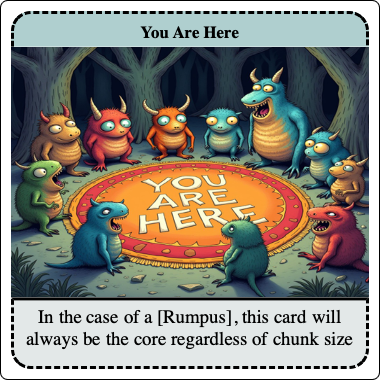 You Are Here
YOU
ARE
HERE
In the case of a [Rumpus], this card will
always be the core regardless of chunk size